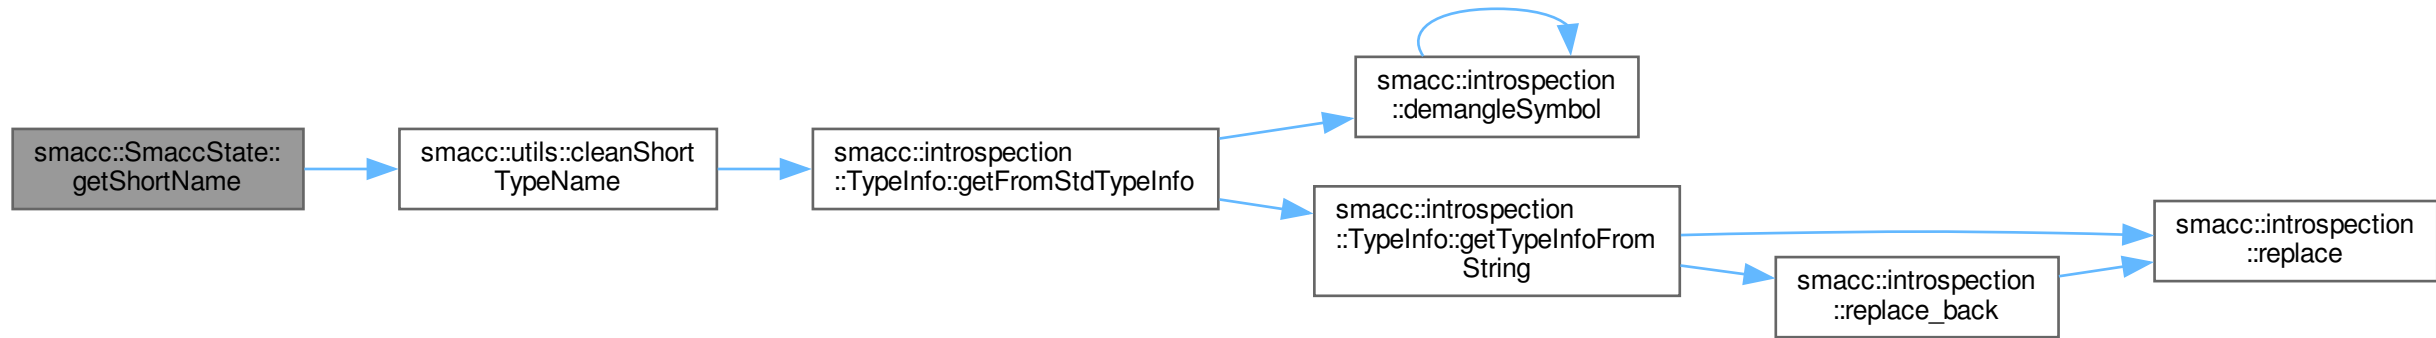 smacc::SmaccState::
getShortName
smacc::utils::cleanShort
TypeName
smacc::introspection
::TypeInfo::getFromStdTypeInfo
smacc::introspection
::demangleSymbol
smacc::introspection
::TypeInfo::getTypeInfoFrom
String
smacc::introspection
::replace_back
smacc::introspection
::replace